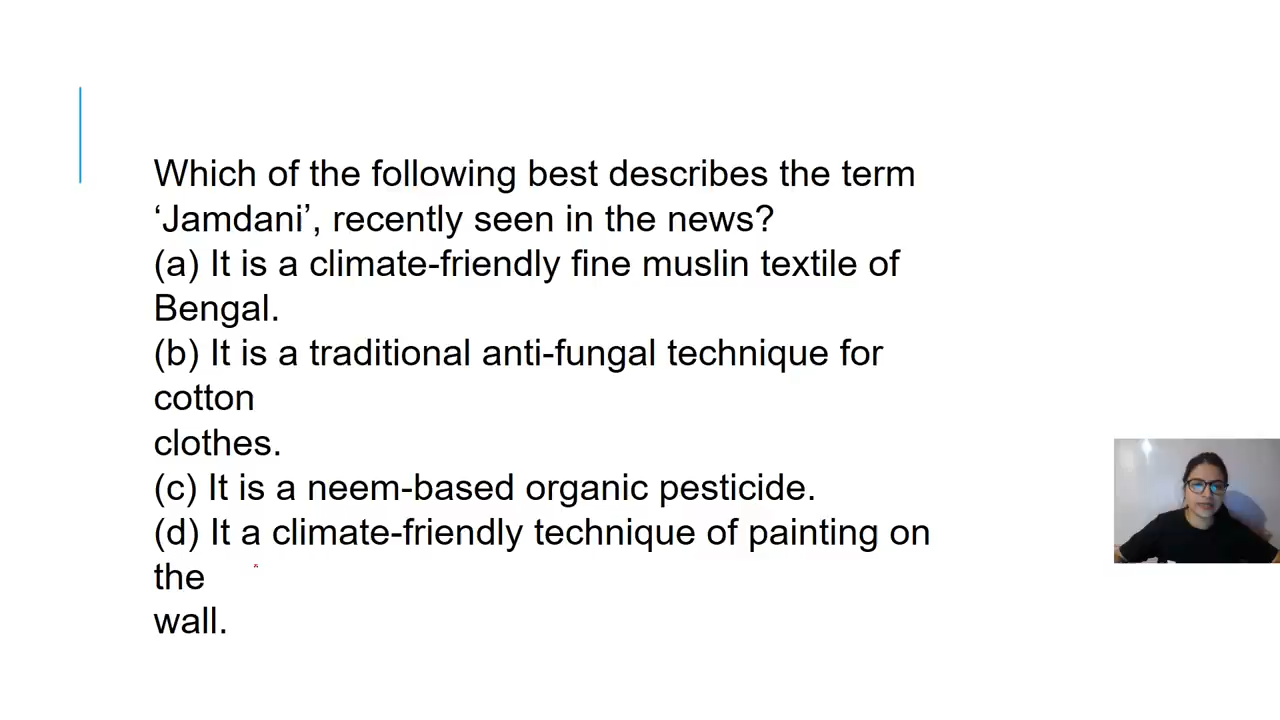 Which of the following best describes the term
‘Jamdani’, recently seen in the news?
(a) It is a climate-friendly fine muslin textile of
Bengal.
(b) It is a traditional anti-fungal technique for
cotton
clothes.
(c) It is a neem-based organic pesticide.
(d) It a climate-friendly technique of painting on
the
wall.